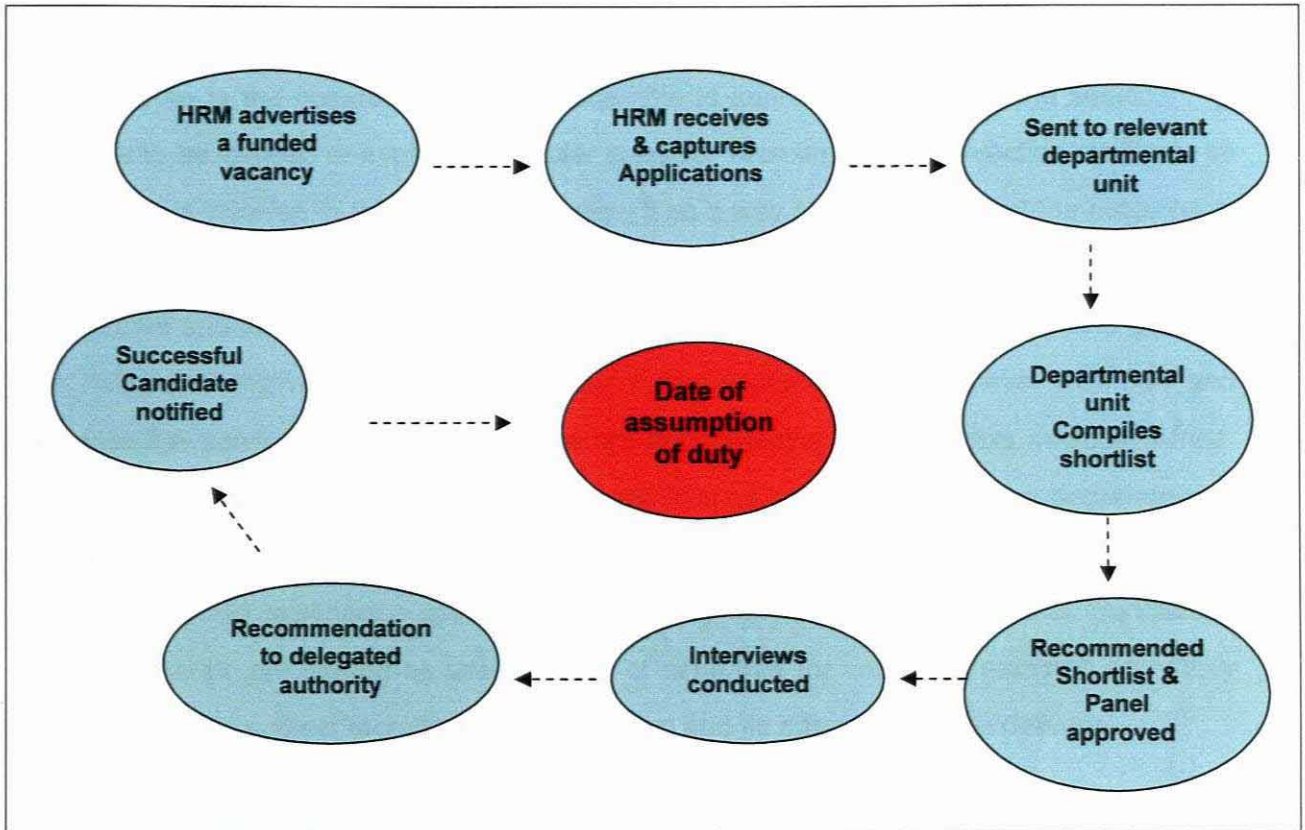 HRM advertises
a funded
vacancy
HRM receives
& captures
Applications
Sent to relevant
departmental
unit
Departmental
unit
Compiles
shortlist
Recommended
Shortlist &
Panel
approved
Interviews
conducted
Recommendation
to delegated
authority
Successful
Candidate
notified
Date of
assumption
of duty